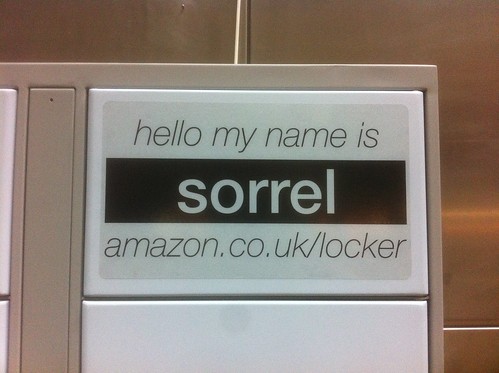 hello my name is
sorrel
amazon.co.uk/locker